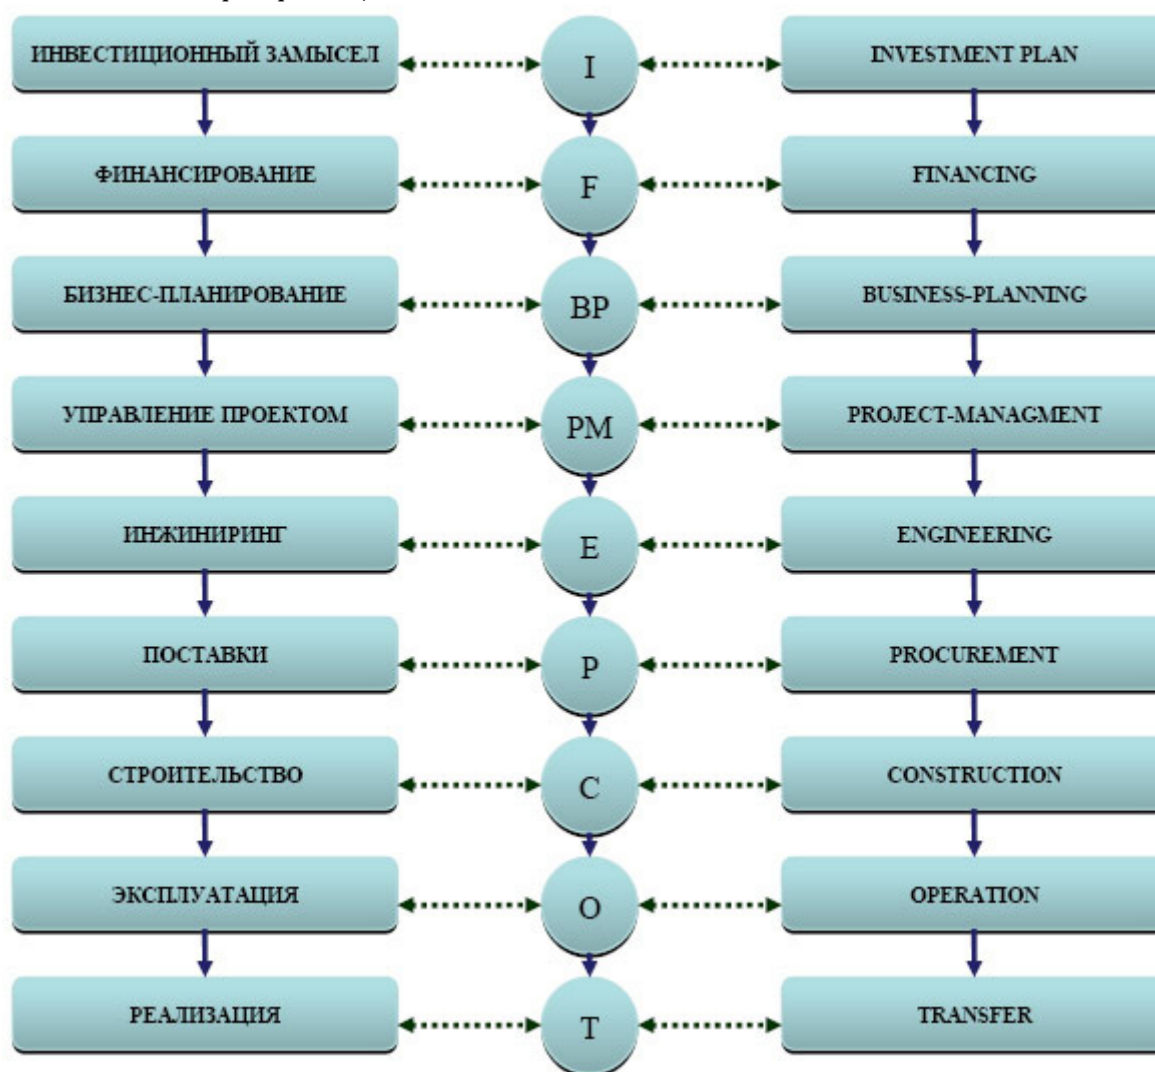 ИНВЕСТИЦИОННЫЙ ЗАМЫСЕЛ
I
INVESTMENT PLAN
ФИНАНСИРОВАНИЕ
F
FINANCING
БИЗНЕС-ПЛАНИРОВАНИЕ
BP
BUSINESS-PLANNING
УПРАВЛЕНИЕ ПРОЕКТОМ
PM
PROJECT-MANAGMENT
ИНЖИНИРИНГ
E
ENGINEERING
ПОСТАВКИ
P
PROCUREMENT
СТРОИТЕЛЬСТВО
C
CONSTRUCTION
ЭКСПЛУАТАЦИЯ
O
OPERATION
РЕАЛИЗАЦИЯ
T
TRANSFER